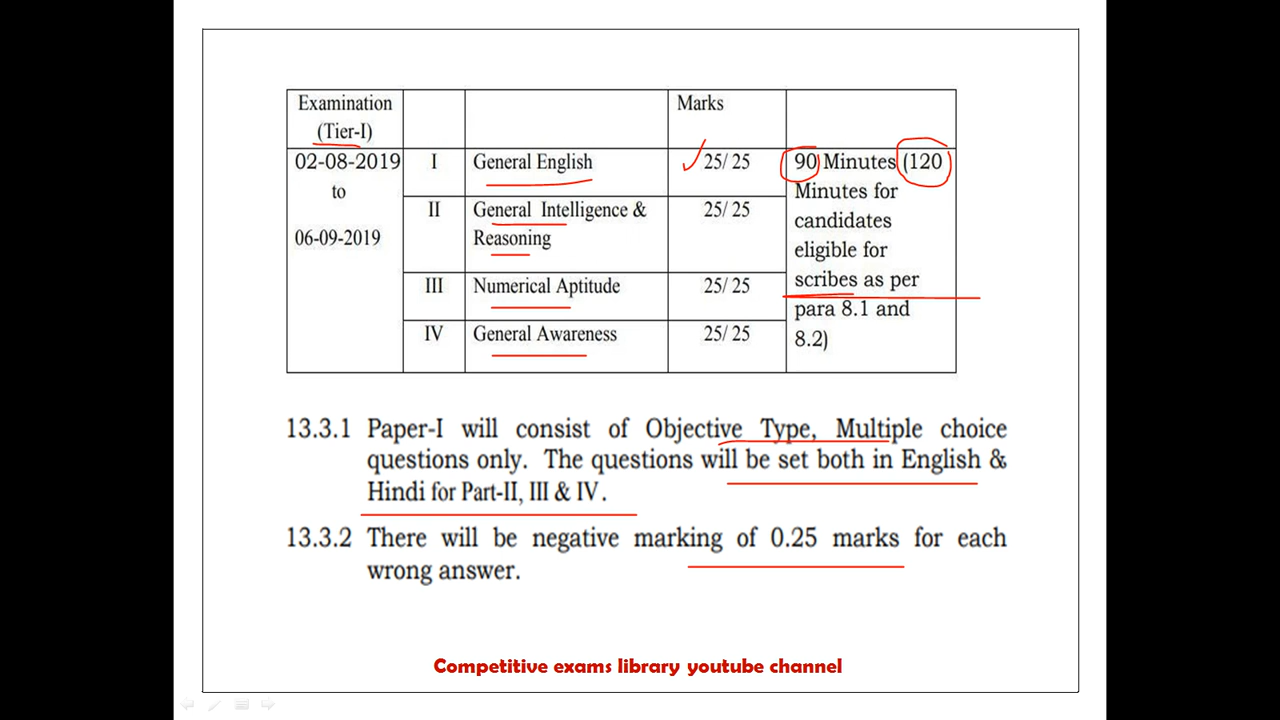 Examination Marks
(Tier-I)
02-08-2019 I General English 25/ 25 90 Minutes (120
to Minutes for
II General Intelligence & 25/ 25 candidates
06-09-2019 Reasoning eligible for
III Numerical Aptitude 25/ 25 scribes as per
para 8.1 and
IV General Awareness 25/ 25 8.2)
13.3.1 Paper-I will consist of Objective Type, Multiple choice
questions only. The questions will be set both in English &
Hindi for Part-II, III & IV.
13.3.2 There will be negative marking of 0.25 marks for each
wrong answer.
Competitive exams library youtube channel